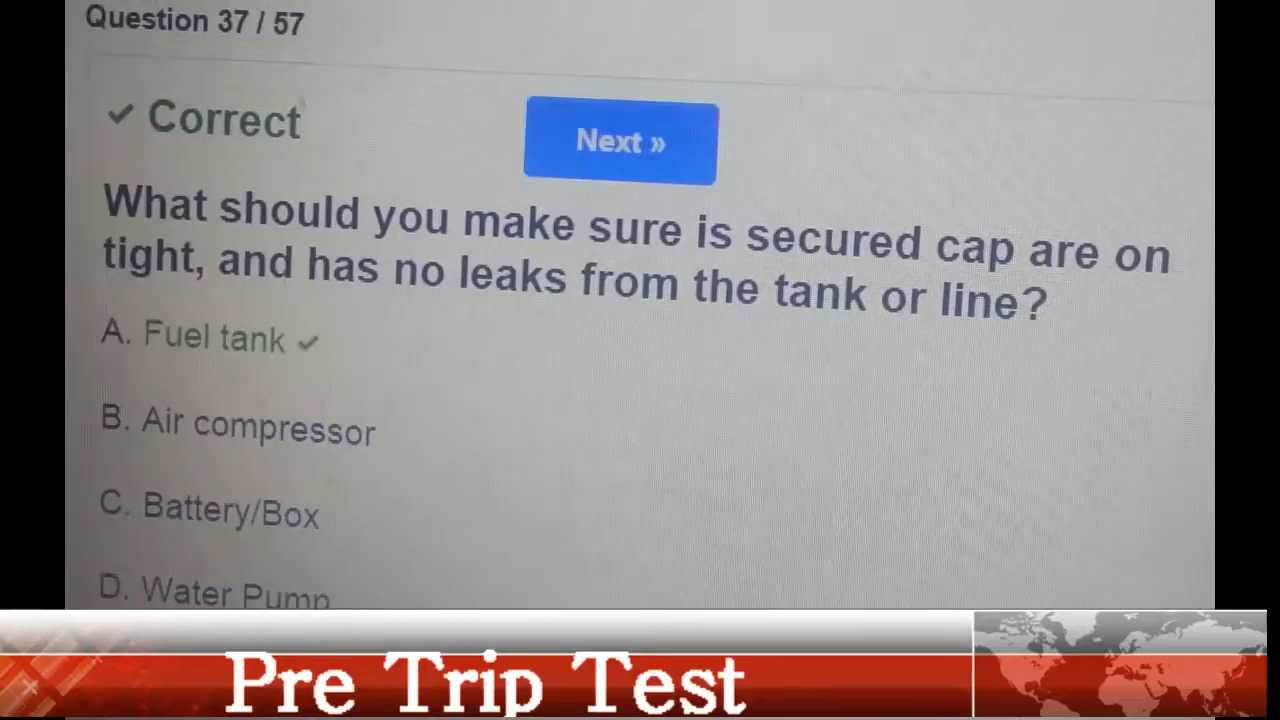 Question 37 / 57
✓ Correct
Next »
What should you make sure is secured cap are on
tight, and has no leaks from the tank or line?
A. Fuel tank ✓
B. Air compressor
C. Battery/Box
D. Water Pump
Pre Trip Test